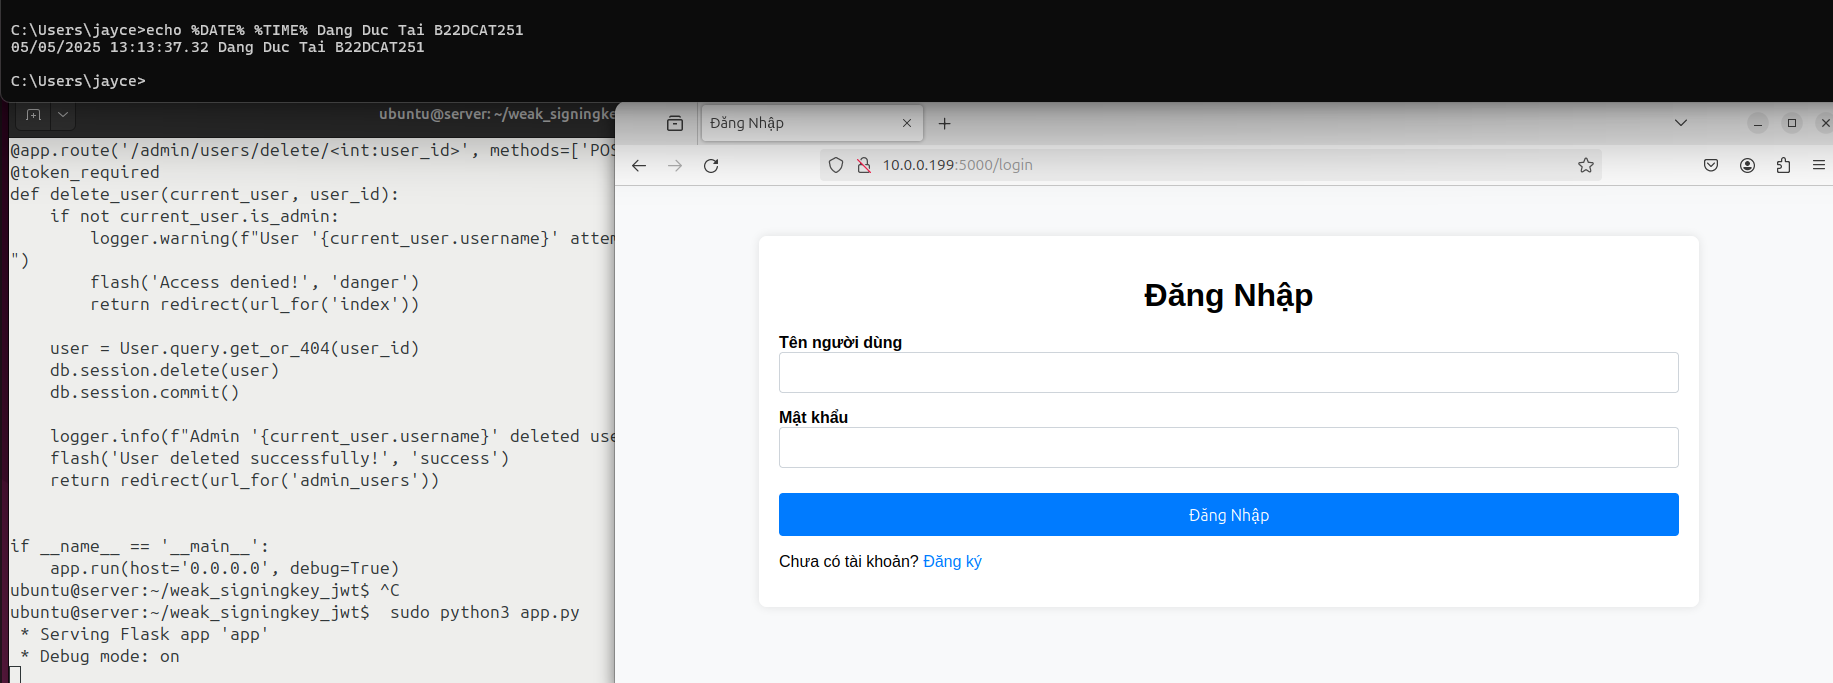 C:\Users\jayce>echo %DATE% %TIME% Dang Duc Tai B22DCAT251
05/05/2025 13:13:37.32 Dang Duc Tai B22DCAT251
C:\Users\jayce>
ubuntu@server: ~/weak_signingke
@app.route('/admin/users/delete/<int:user_id>', methods=['POS
@token_required
def delete_user(current_user, user_id):
    if not current_user.is_admin:
        logger.warning(f"User '{current_user.username}' attem
")
        flash('Access denied!', 'danger')
        return redirect(url_for('index'))
    user = User.query.get_or_404(user_id)
    db.session.delete(user)
    db.session.commit()
    logger.info(f"Admin '{current_user.username}' deleted use
    flash('User deleted successfully!', 'success')
    return redirect(url_for('admin_users'))
if __name__ == '__main__':
    app.run(host='0.0.0.0', debug=True)
ubuntu@server:~/weak_signingkey_jwt$ ^C
ubuntu@server:~/weak_signingkey_jwt$  sudo python3 app.py
 * Serving Flask app 'app'
 * Debug mode: on
Đăng Nhập
10.0.0.199:5000/login
Đăng Nhập
Tên người dùng
Mật khẩu
Đăng Nhập
Chưa có tài khoản? Đăng ký